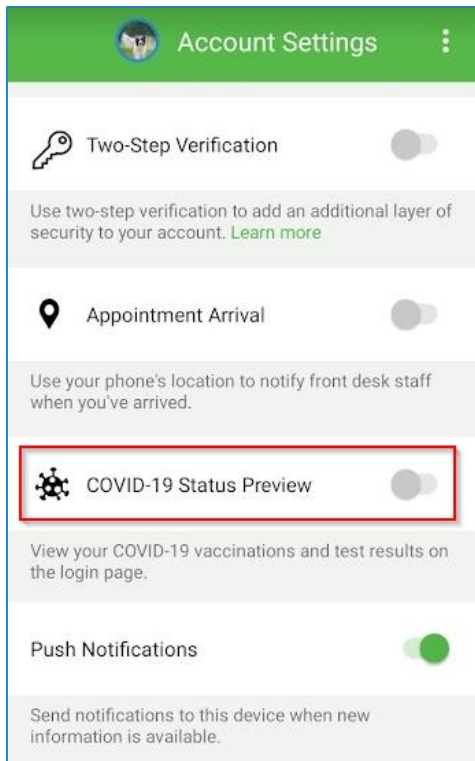 Account Settings
Two-Step Verification
Use two-step verification to add an additional layer of
security to your account. Learn more
Appointment Arrival
Use your phone's location to notify front desk staff
when you've arrived.
COVID-19 Status Preview
View your COVID-19 vaccinations and test results on
the login page.
Push Notifications
Send notifications to this device when new
information is available.